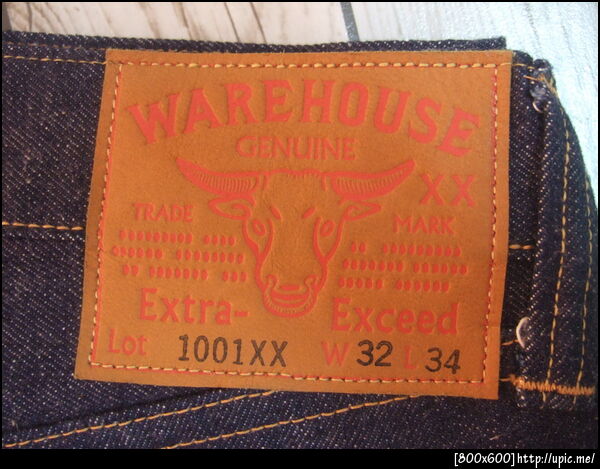 WAREHOUSE
GENUINE
XX
TRADE MARK
Extra- Exceed
Lot 1001XX W 32 L 34
[800x600]http://upic.me/